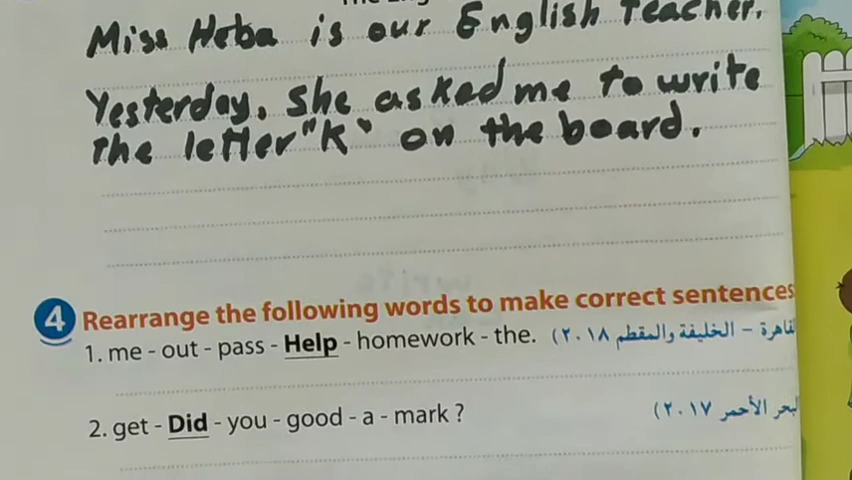 Miss Heba is our English Teacher.
Yesterday, She asked me to write
The letter "K" on the board.
4 Rearrange the following words to make correct sentences
1. me - out - pass - Help - homework - the. (القاهرة – الخليفة والمقطم ٢٠١٨)
2. get - Did - you - good - a - mark ? (البحر الأحمر ٢٠١٧)